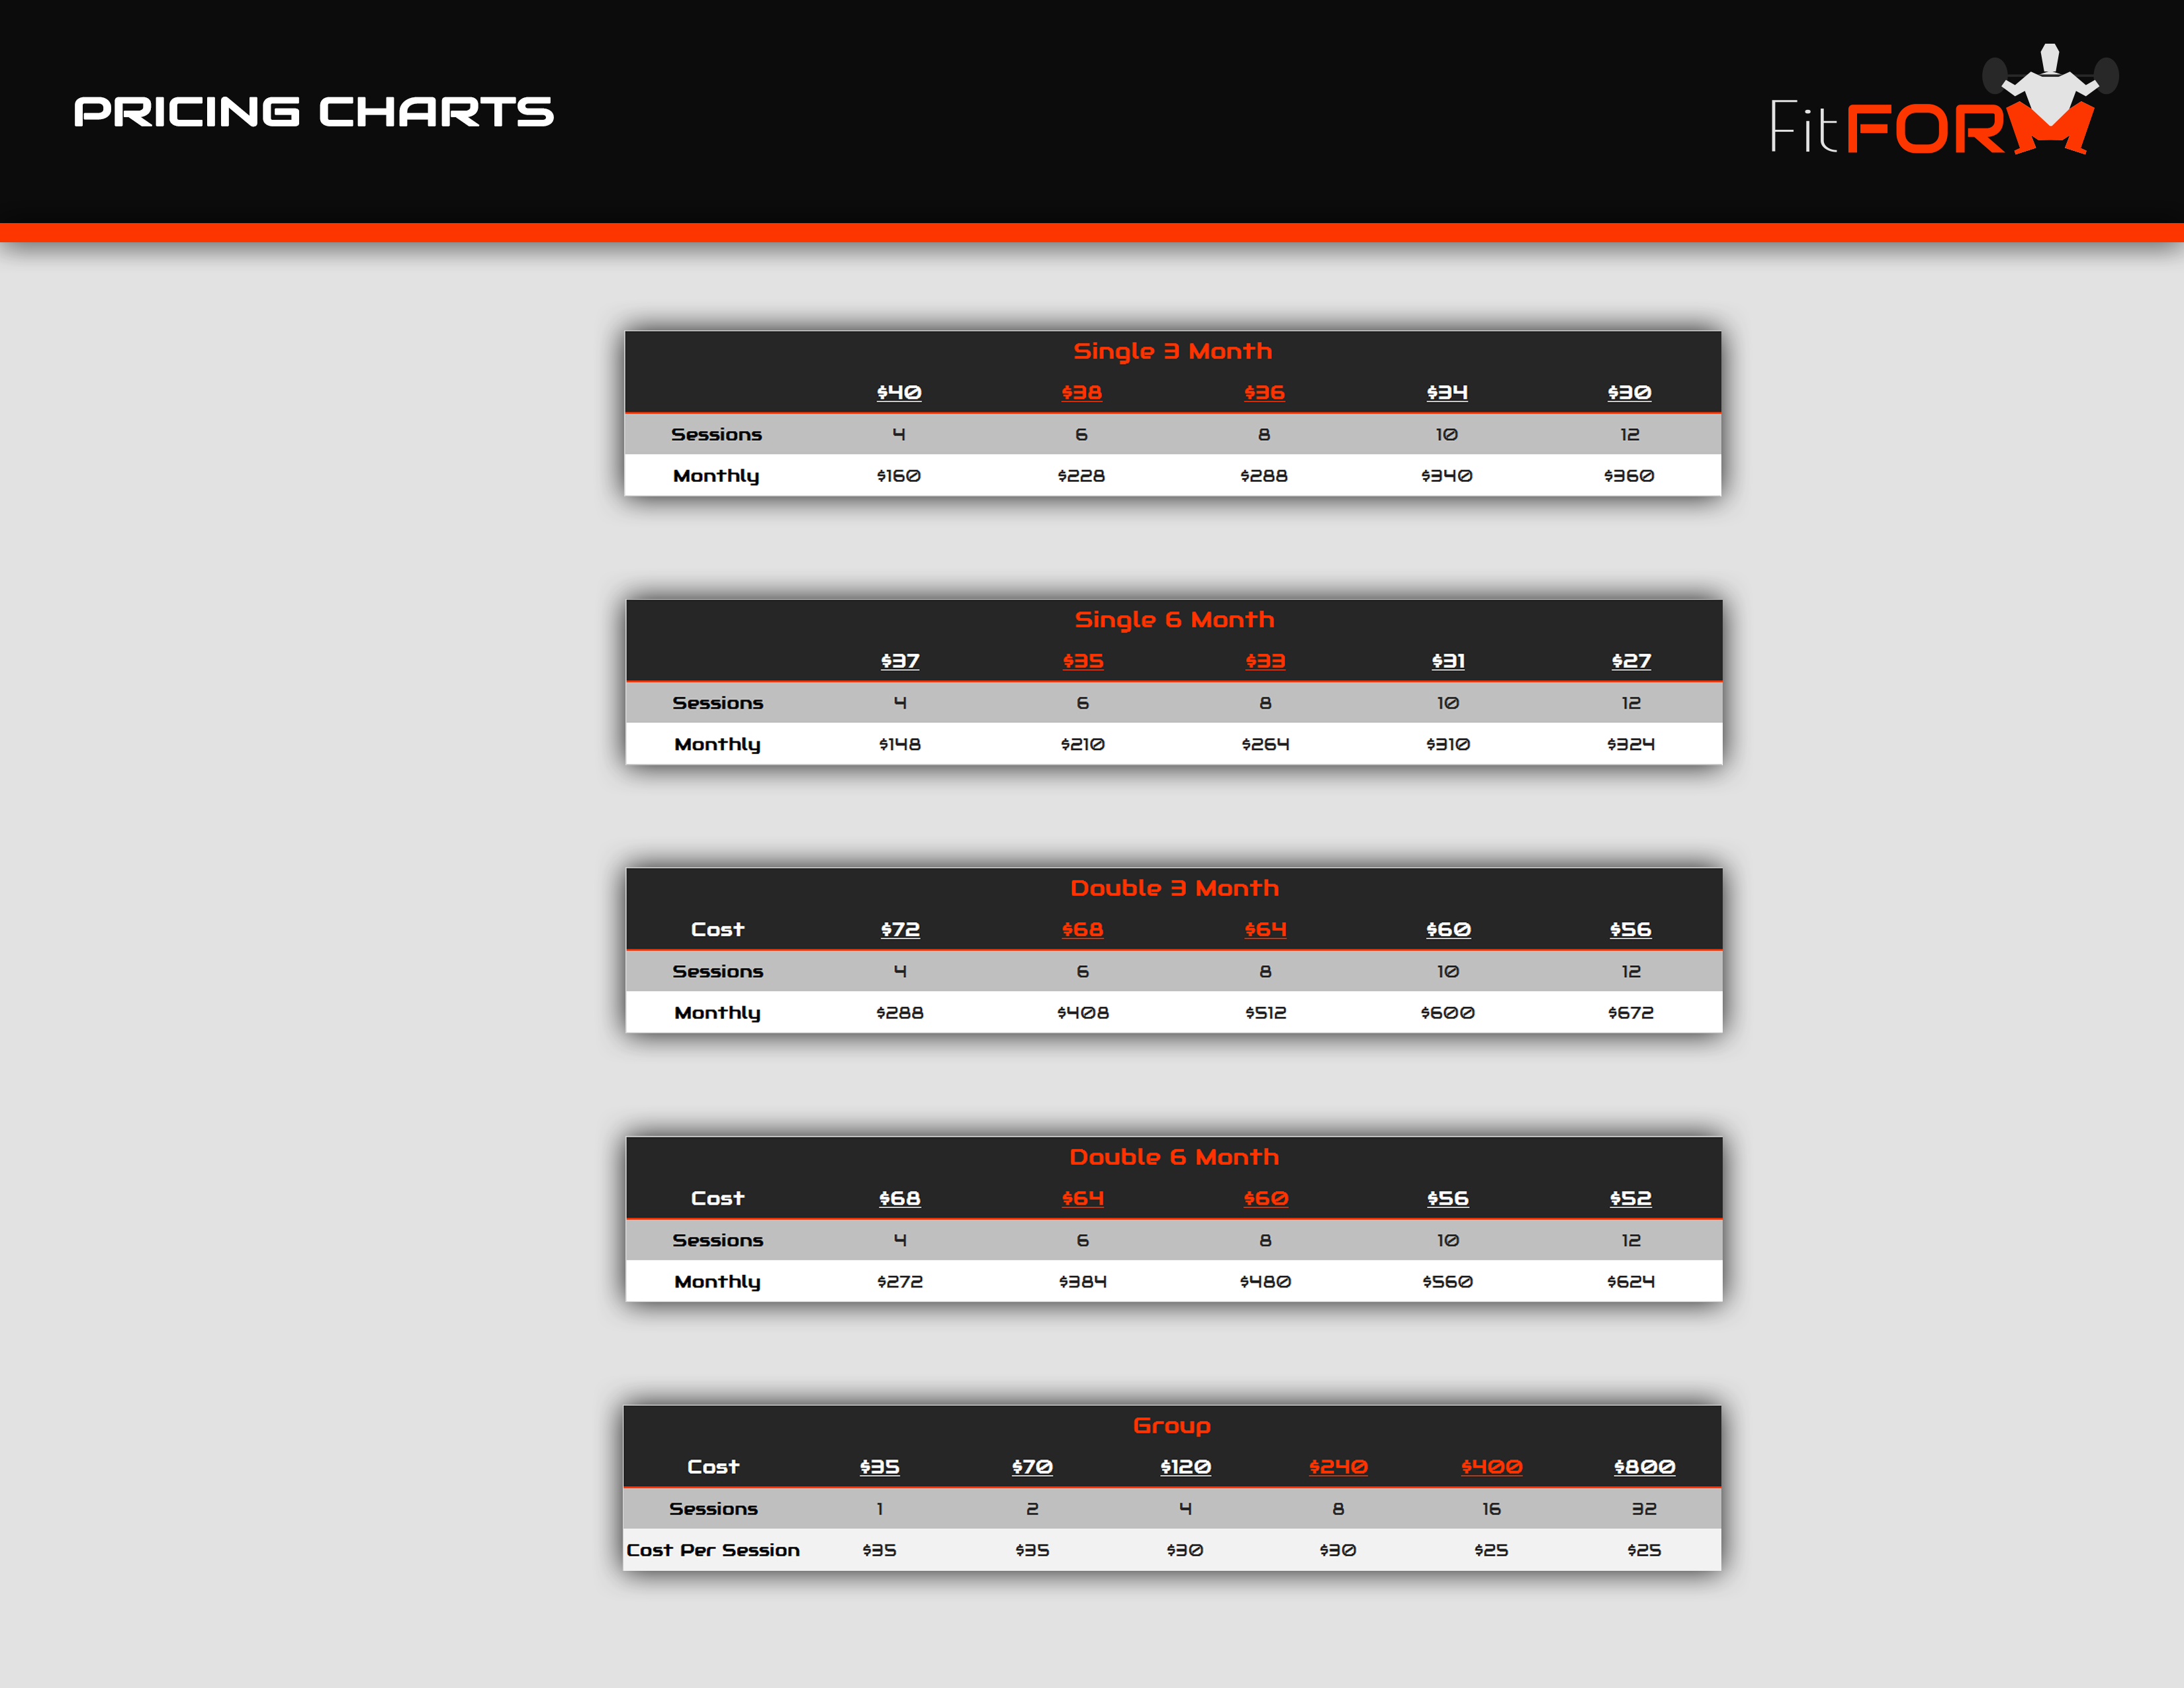 PRICING CHARTS
FitFORM
Single 3 Month
$40 $38 $36 $34 $30
Sessions 4 6 8 10 12
Monthly $160 $228 $288 $340 $360
Single 6 Month
$37 $35 $33 $31 $27
Sessions 4 6 8 10 12
Monthly $148 $210 $264 $310 $324
Double 3 Month
Cost $72 $68 $64 $60 $56
Sessions 4 6 8 10 12
Monthly $288 $408 $512 $600 $672
Double 6 Month
Cost $68 $64 $60 $56 $52
Sessions 4 6 8 10 12
Monthly $272 $384 $480 $560 $624
Group
Cost $35 $70 $120 $240 $400 $800
Sessions 1 2 4 8 16 32
Cost Per Session $35 $35 $30 $30 $25 $25